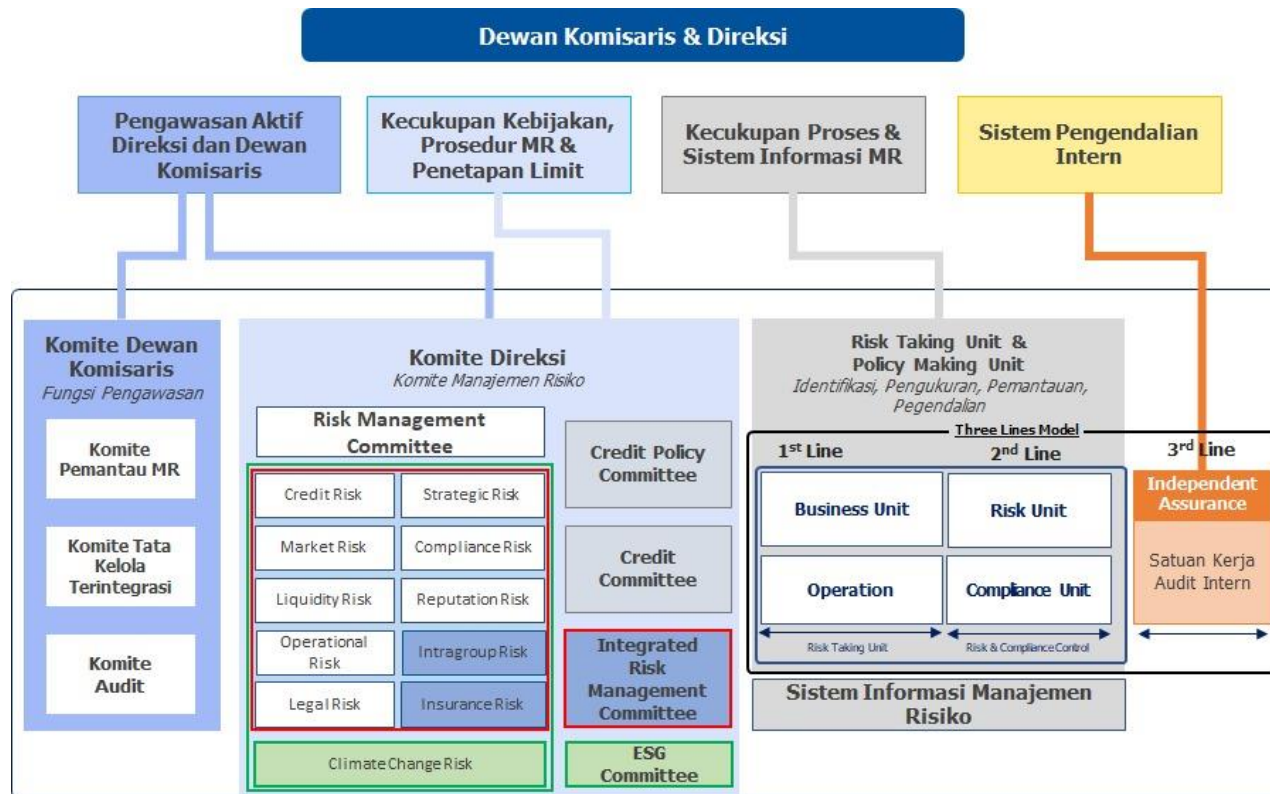 Dewan Komisaris & Direksi
Pengawasan Aktif
Direksi dan Dewan
Komisaris
Kecukupan Kebijakan,
Prosedur MR &
Penetapan Limit
Kecukupan Proses &
Sistem Informasi MR
Sistem Pengendalian
Intern
Komite Dewan
Komisaris
Fungsi Pengawasan
Komite
Pemantau MR
Komite Tata
Kelola
Terintegrasi
Komite
Audit
Komite Direksi
Komite Manajemen Risiko
Risk Management
Committee
Credit Risk
Strategic Risk
Market Risk
Compliance Risk
Liquidity Risk
Reputation Risk
Operational
Risk
Intragroup Risk
Legal Risk
Insurance Risk
Climate Change Risk
Credit Policy
Committee
Credit
Committee
Integrated
Risk
Management
Committee
ESG
Committee
Risk Taking Unit &
Policy Making Unit
Identifikasi, Pengukuran, Pemantauan,
Pegendalian
Three Lines Model
1st Line
2nd Line
3rd Line
Business Unit
Risk Unit
Operation
Compliance Unit
Risk Taking Unit
Risk & Compliance Control
Independent
Assurance
Satuan Kerja
Audit Intern
Sistem Informasi Manajemen
Risiko